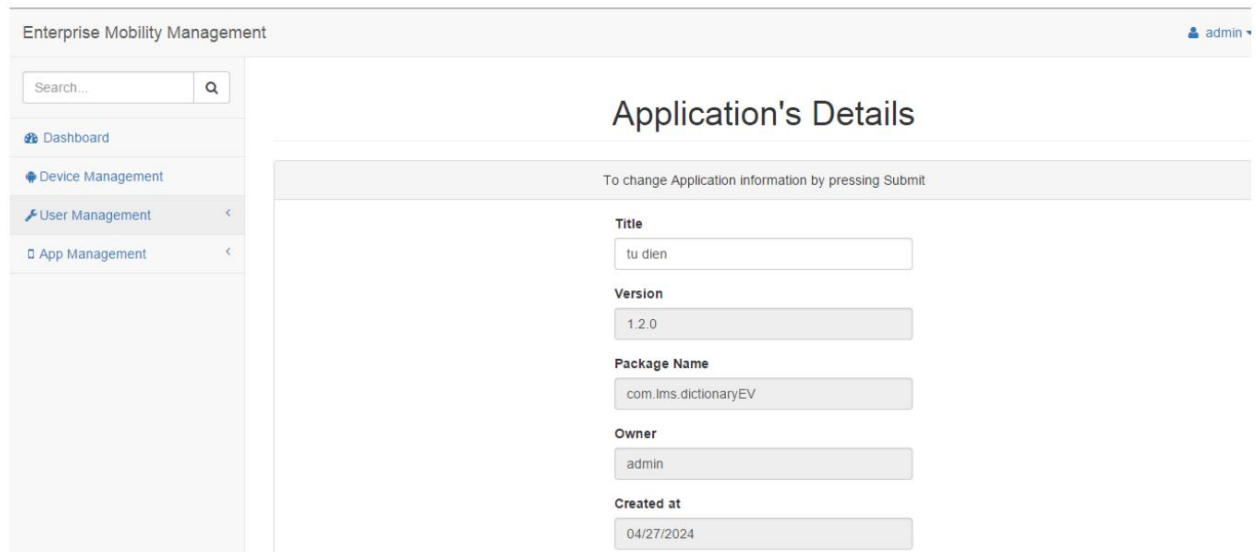 Enterprise Mobility Management
admin
Search...
Dashboard
Device Management
User Management
App Management
Application's Details
To change Application information by pressing Submit
Title
tu dien
Version
1.2.0
Package Name
com.lms.dictionaryEV
Owner
admin
Created at
04/27/2024